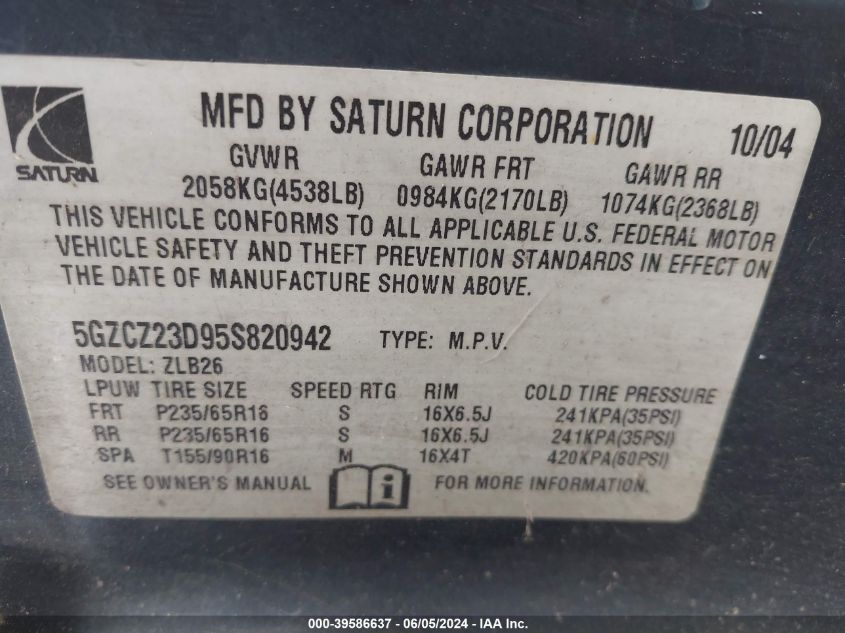 MFD BY SATURN CORPORATION 10/04
SATURN
GVWR GAWR FRT GAWR RR
2058KG(4538LB) 0984KG(2170LB) 1074KG(2368LB)
THIS VEHICLE CONFORMS TO ALL APPLICABLE U.S. FEDERAL MOTOR
VEHICLE SAFETY AND THEFT PREVENTION STANDARDS IN EFFECT ON
THE DATE OF MANUFACTURE SHOWN ABOVE.
5GZCZ23D95S820942 TYPE: M.P.V.
MODEL: ZLB26
LPUW TIRE SIZE SPEED RTG RIM COLD TIRE PRESSURE
FRT P235/65R16 S 16X6.5J 241KPA(35PSI)
RR P235/65R16 S 16X6.5J 241KPA(35PSI)
SPA T155/90R16 M 16X4T 420KPA(60PSI)
SEE OWNER'S MANUAL i FOR MORE INFORMATION.
000-39586637 - 06/05/2024 - IAA Inc.